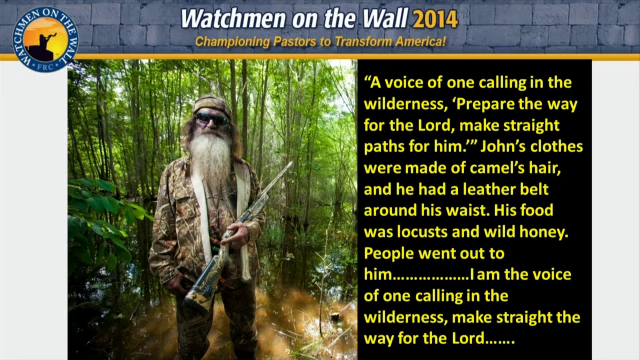 Watchmen on the Wall 2014
Championing Pastors to Transform America!
WATCHMEN ON THE WALL
FRC
“A voice of one calling in the
wilderness, ‘Prepare the way
for the Lord, make straight
paths for him.’” John’s clothes
were made of camel’s hair,
and he had a leather belt
around his waist. His food
was locusts and wild honey.
People went out to
him………………I am the voice
of one calling in the
wilderness, make straight the
way for the Lord…….